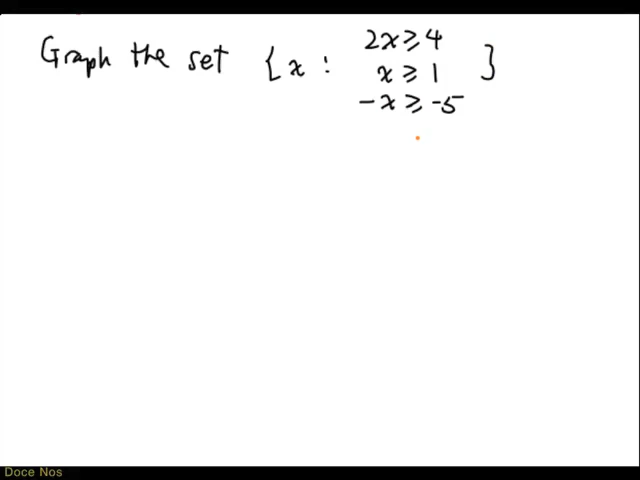 2x ≥ 4
Graph the set { x : x ≥ 1 }
-x ≥ -5
Doce Nos